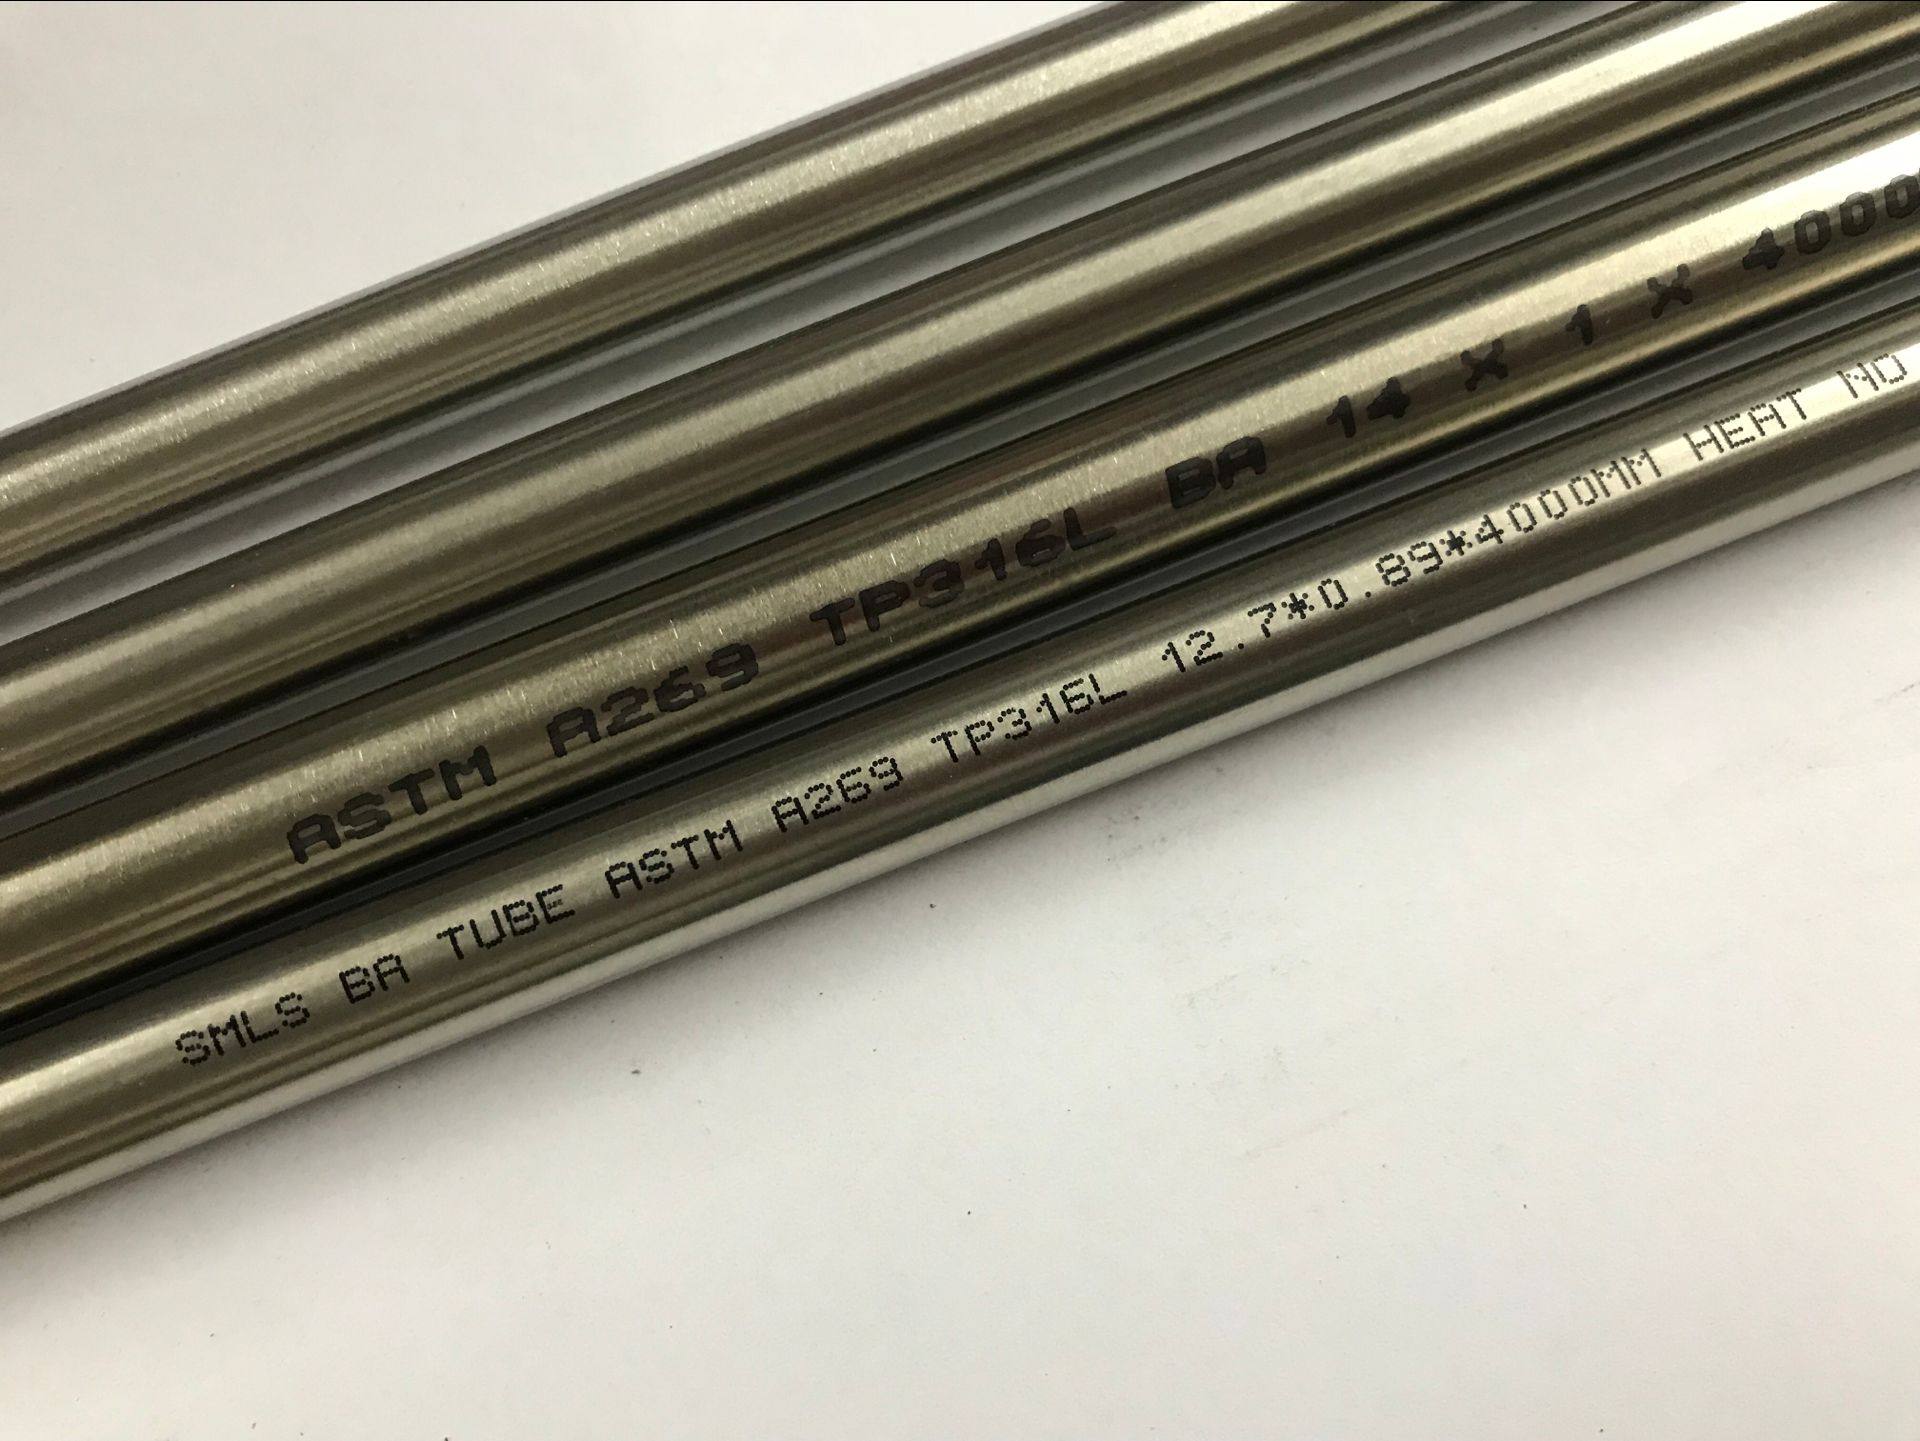 ASTM A269 TP316L BA 14 X 1 X 4000
SMLS BA TUBE ASTM A269 TP316L 12.7*0.89*4000MM HEAT NO